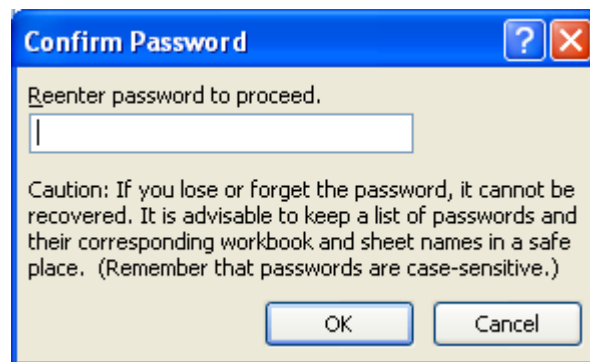 Confirm Password
?
Reenter password to proceed.
Caution: If you lose or forget the password, it cannot be
recovered. It is advisable to keep a list of passwords and
their corresponding workbook and sheet names in a safe
place.  (Remember that passwords are case-sensitive.)
OK
Cancel